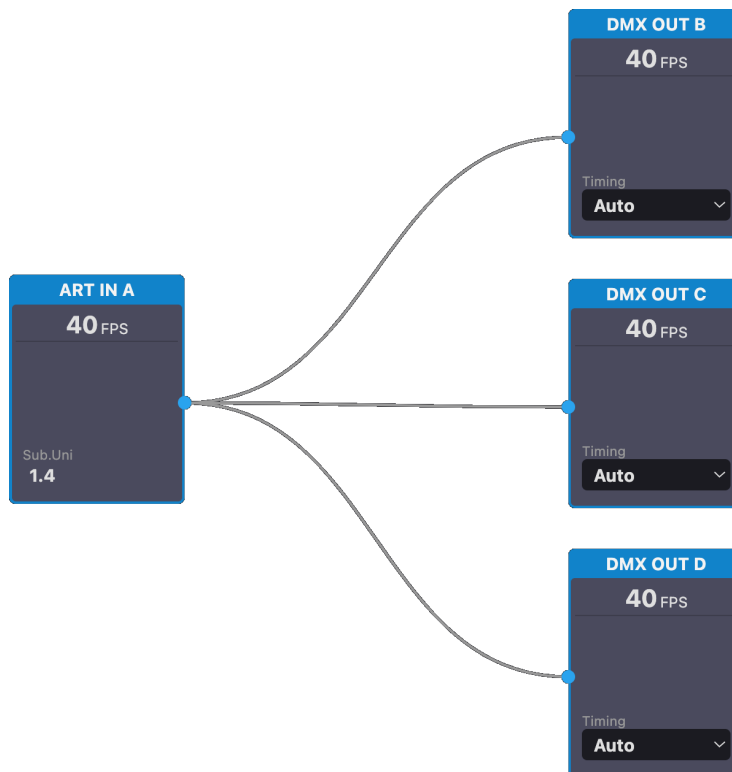 DMX OUT B
40 FPS
Timing
Auto
ART IN A
40 FPS
Sub.Uni
1.4
DMX OUT C
40 FPS
Timing
Auto
DMX OUT D
40 FPS
Timing
Auto